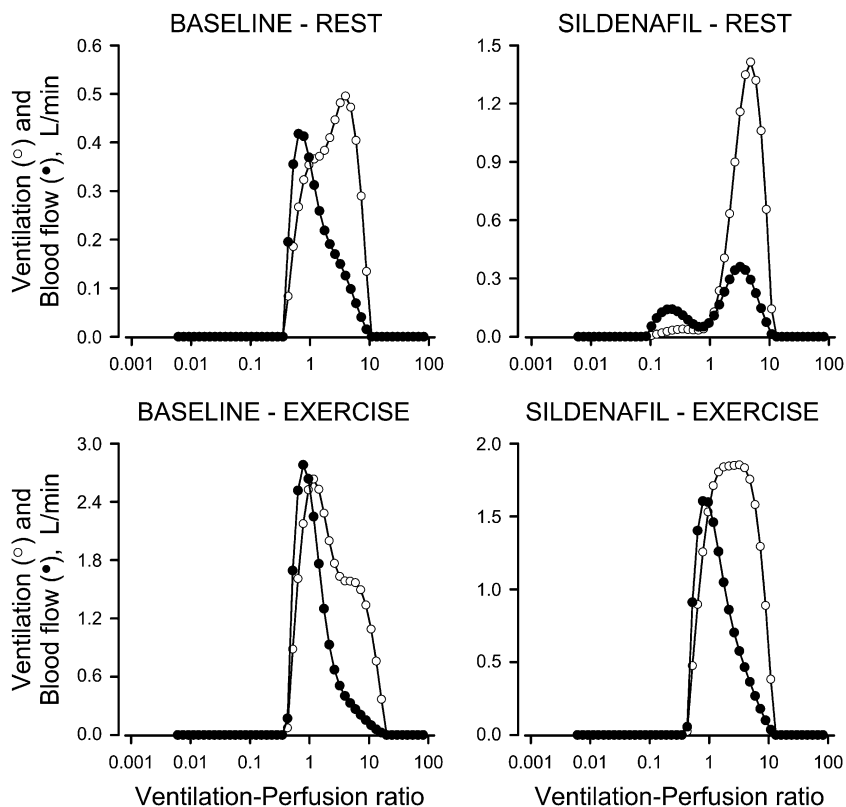 BASELINE - REST
Ventilation (○) and
Blood flow (●), L/min
0.6
0.5
0.4
0.3
0.2
0.1
0.0
0.001 0.01 0.1 1 10 100
SILDENAFIL - REST
1.5
1.2
0.9
0.6
0.3
0.0
0.001 0.01 0.1 1 10 100
BASELINE - EXERCISE
Ventilation (○) and
Blood flow (●), L/min
3.0
2.4
1.8
1.2
0.6
0.0
0.001 0.01 0.1 1 10 100
Ventilation-Perfusion ratio
SILDENAFIL - EXERCISE
2.0
1.5
1.0
0.5
0.0
0.001 0.01 0.1 1 10 100
Ventilation-Perfusion ratio